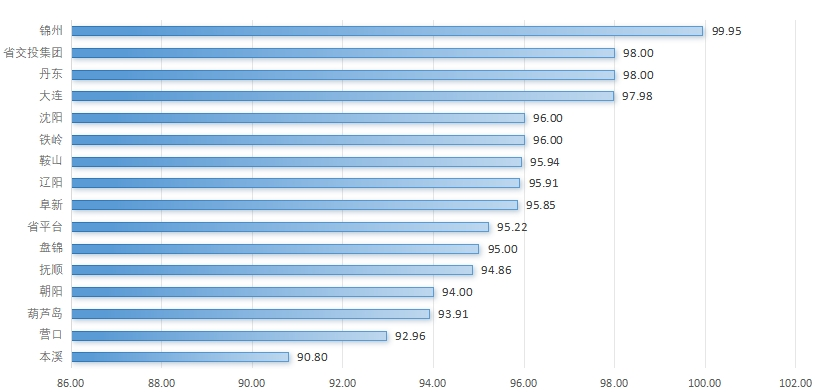 锦州 99.95
省交投集团 98.00
丹东 98.00
大连 97.98
沈阳 96.00
铁岭 96.00
鞍山 95.94
辽阳 95.91
阜新 95.85
省平台 95.22
盘锦 95.00
抚顺 94.86
朝阳 94.00
葫芦岛 93.91
营口 92.96
本溪 90.80
86.00 88.00 90.00 92.00 94.00 96.00 98.00 100.00 102.00